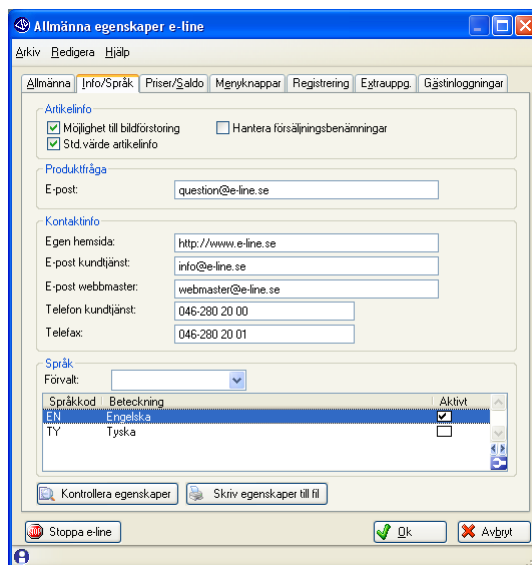 Allmänna egenskaper e-line
Arkiv Redigera Hjälp
Allmänna Info/Språk Priser/Saldo Menyknappar Registrering Extrauppg. Gästinloggningar
Artikelinfo
Möjlighet till bildförstoring Hantera försäljningsbenämningar
Std.värde artikelinfo
Produktfråga
E-post: question@e-line.se
Kontaktinfo
Egen hemsida: http://www.e-line.se
E-post kundtjänst: info@e-line.se
E-post webbmaster: webmaster@e-line.se
Telefon kundtjänst: 046-280 20 00
Telefax: 046-280 20 01
Språk
Förvalt:
Språkkod Beteckning Aktivt
EN Engelska
TY Tyska
Kontrollera egenskaper Skriv egenskaper till fil
STOP Stoppa e-line Ok Avbryt